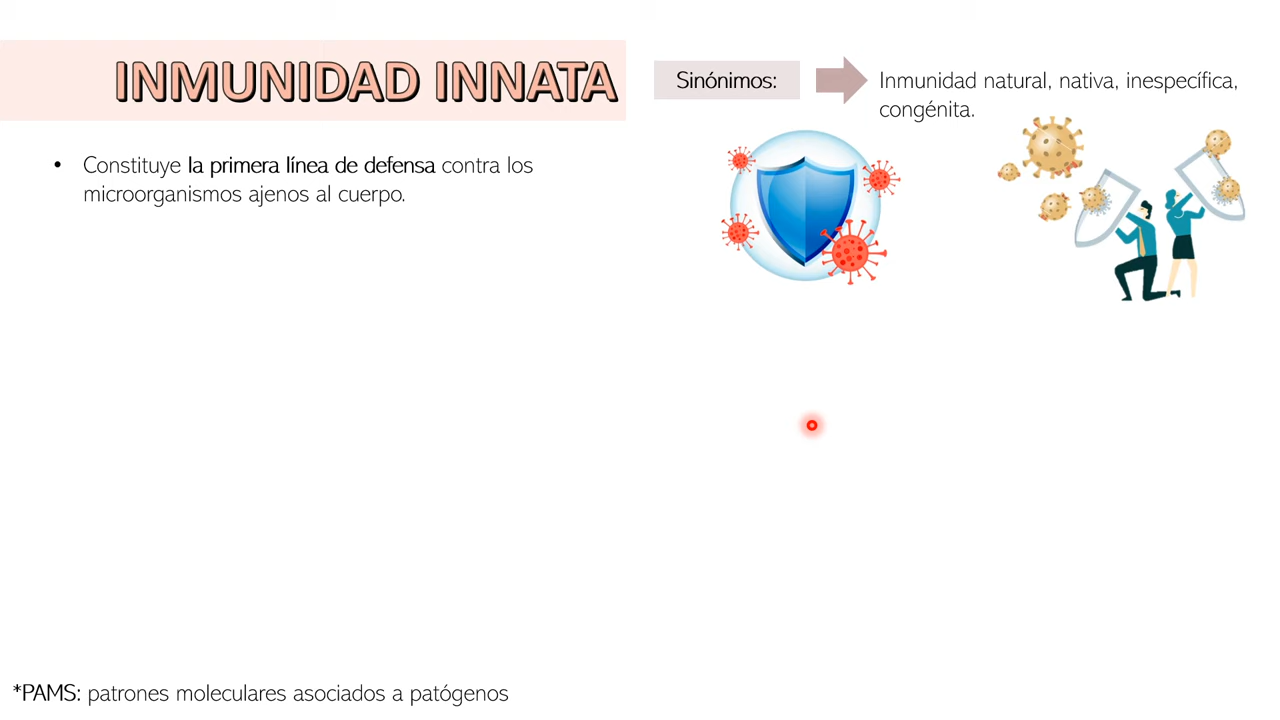 INMUNIDAD INNATA
Sinónimos:
Inmunidad natural, nativa, inespecífica,
congénita.
• Constituye la primera línea de defensa contra los
microorganismos ajenos al cuerpo.
*PAMS: patrones moleculares asociados a patógenos